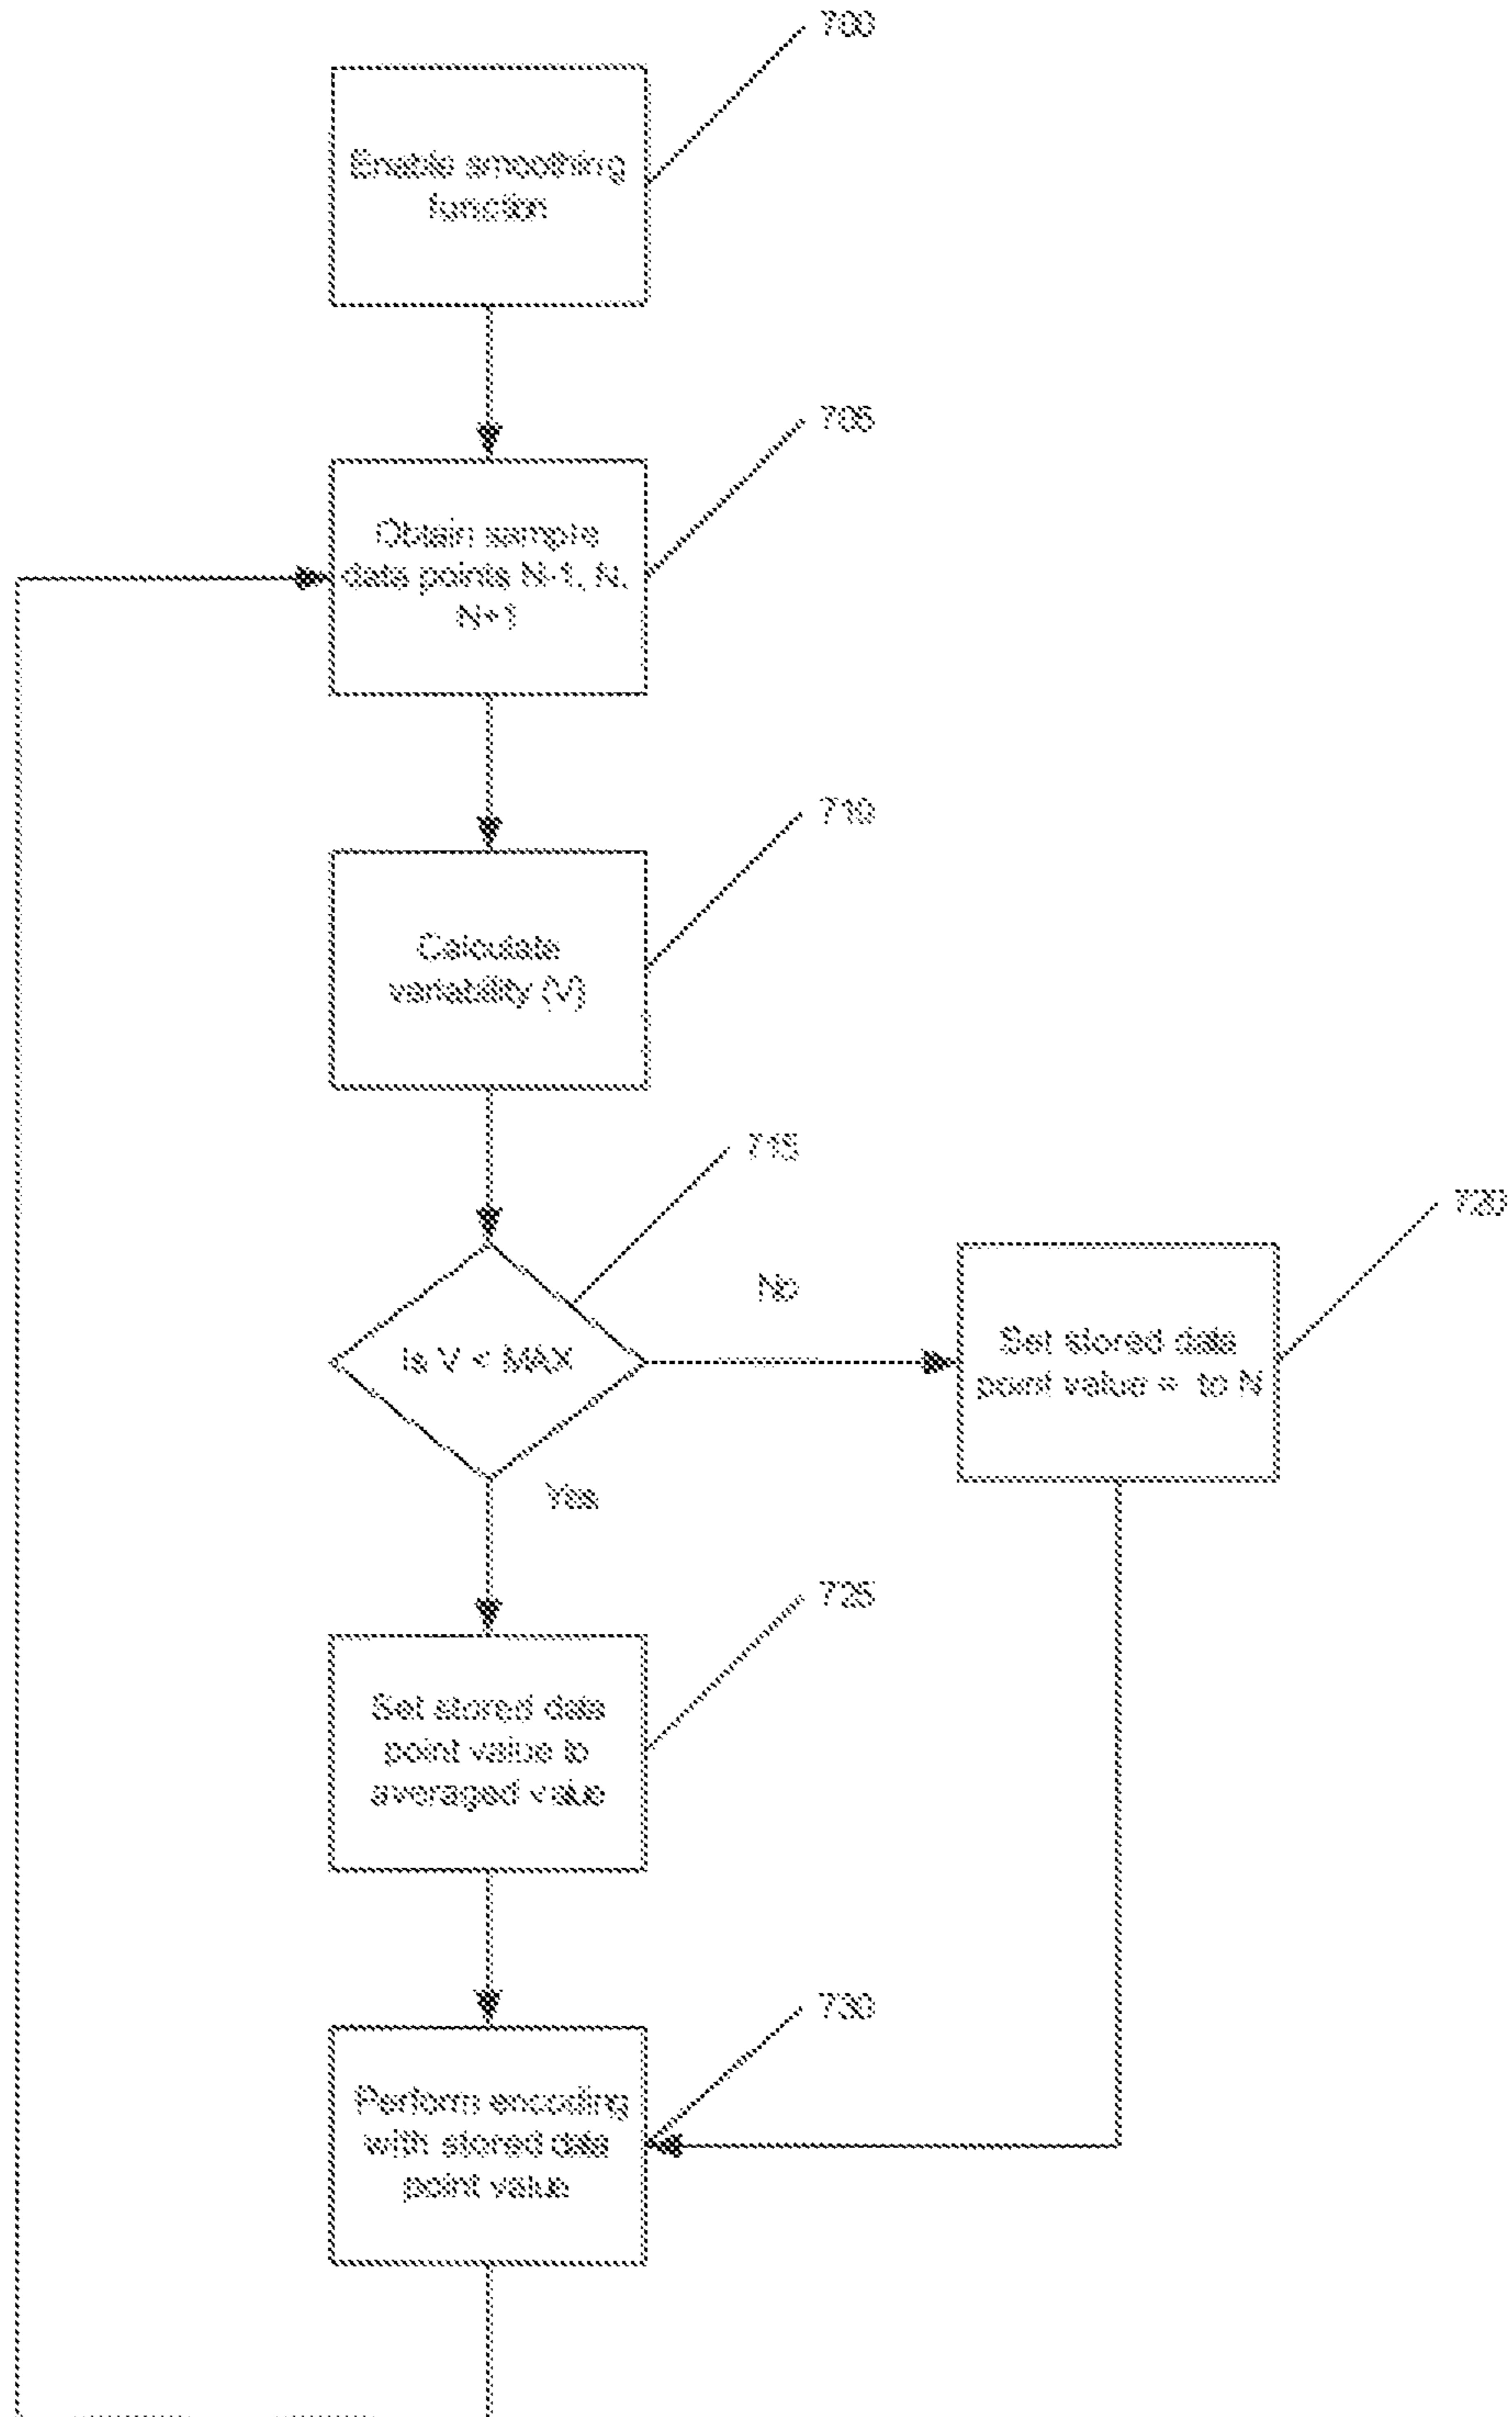 700
Enable smoothing
function
705
Obtain sample
data points N-1, N,
N+1
710
Calculate
variability (V)
715
720
No
Is V < MAX
Set stored data
point value = to N
Yes
725
Set stored data
point value to
averaged value
730
Perform encoding
with stored data
point value